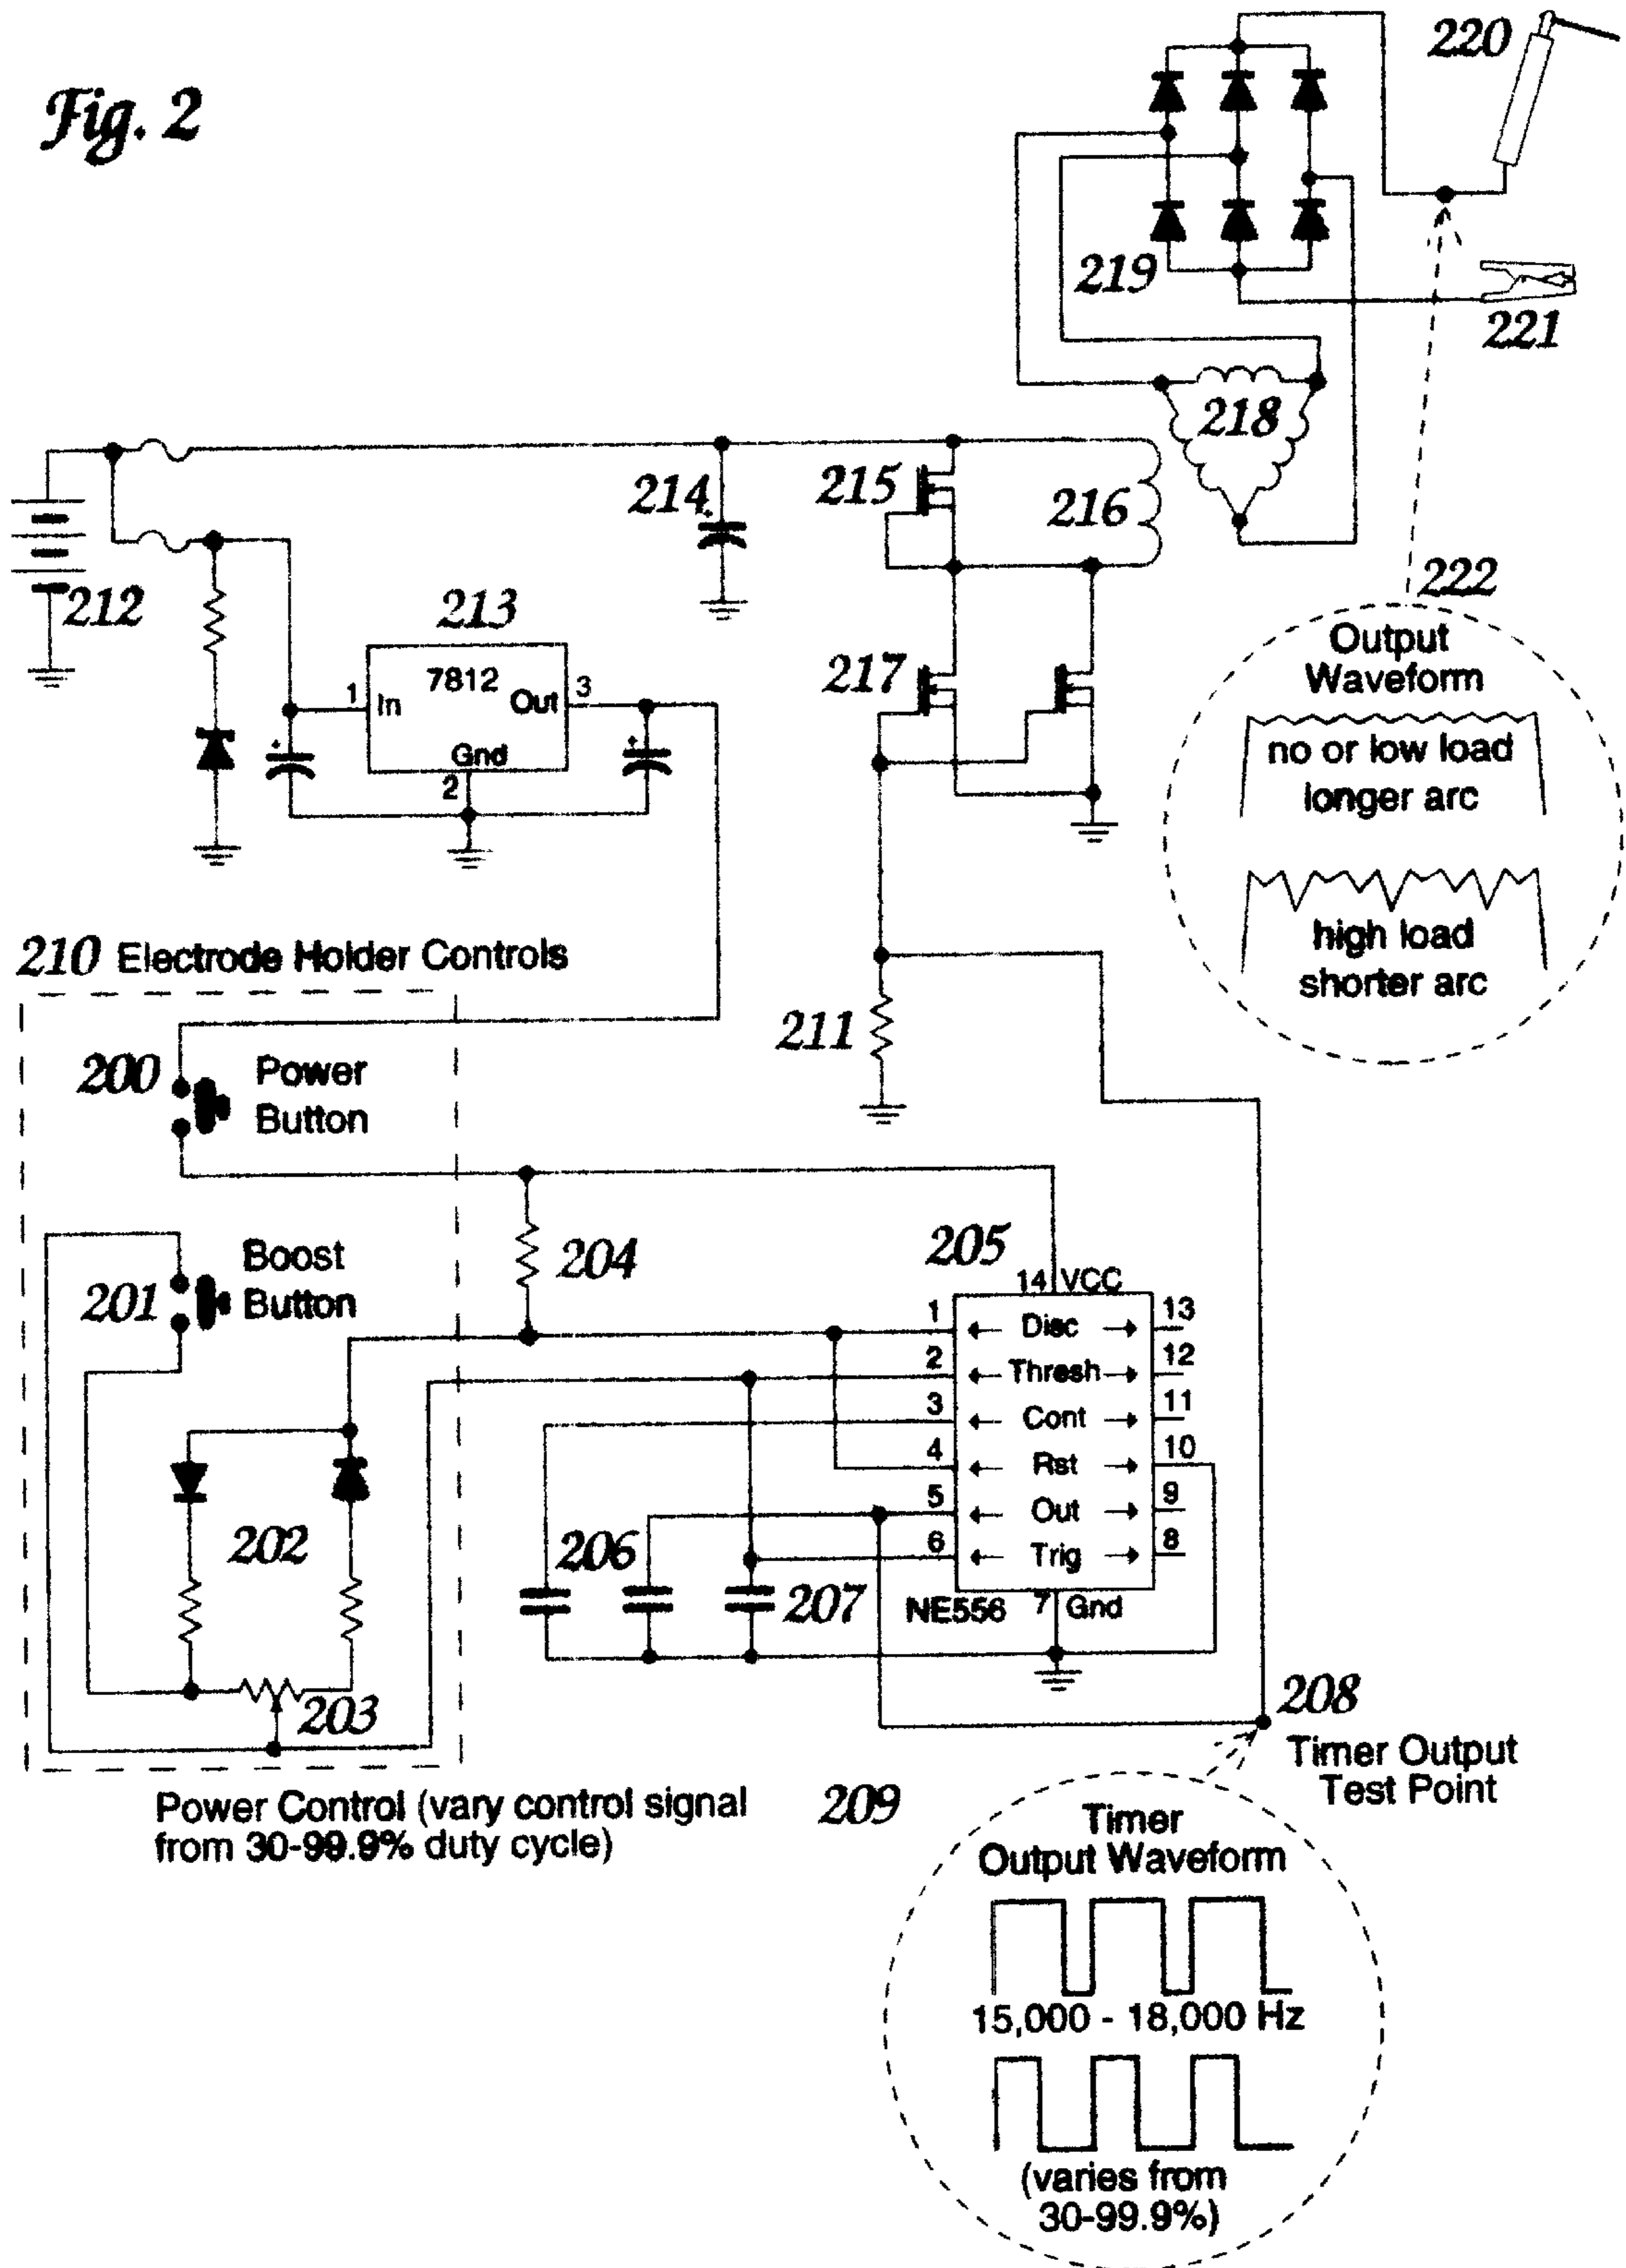 Fig. 2
220
219
221
218
214
215
216
212
213
7812
1 In
Out 3
Gnd
2
217
222
Output
Waveform
no or low load
longer arc
high load
shorter arc
210 Electrode Holder Controls
211
200
Power
Button
201
Boost
Button
204
205
14 VCC
1 Disc 13
2 Thresh 12
3 Cont 11
4 Rst 10
5 Out 9
6 Trig 8
NE556 7 Gnd
202
206
207
203
208
Timer Output
Test Point
Power Control (vary control signal
from 30-99.9% duty cycle)
209
Timer
Output Waveform
15,000 - 18,000 Hz
(varies from
30-99.9%)